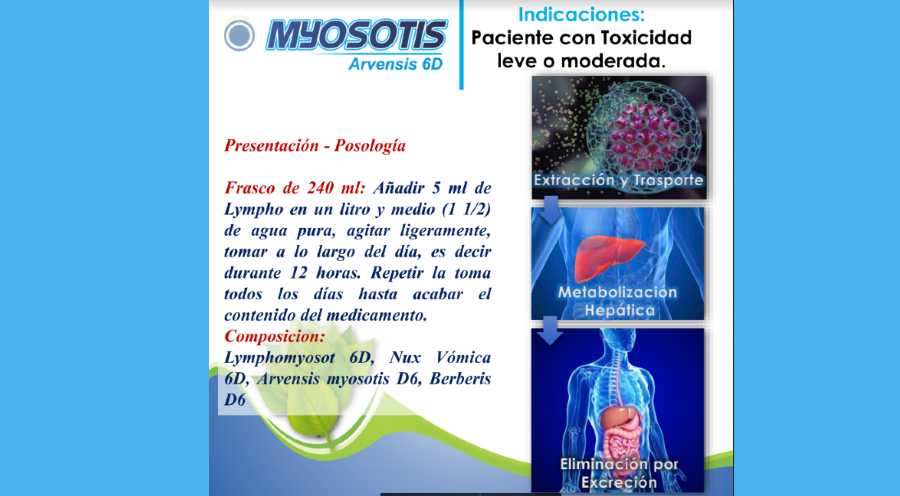 MYOSOTIS
Arvensis 6D
Indicaciones:
Paciente con Toxicidad
leve o moderada.
Presentación - Posología
Frasco de 240 ml: Añadir 5 ml de
Lympho en un litro y medio (1 1/2)
de agua pura, agitar ligeramente,
tomar a lo largo del día, es decir
durante 12 horas. Repetir la toma
todos los días hasta acabar el
contenido del medicamento.
Composicion:
Lymphomyosot 6D, Nux Vómica
6D, Arvensis myosotis D6, Berberis
D6
Extracción y Trasporte
Metabolización
Hepática
Eliminación por
Excreción